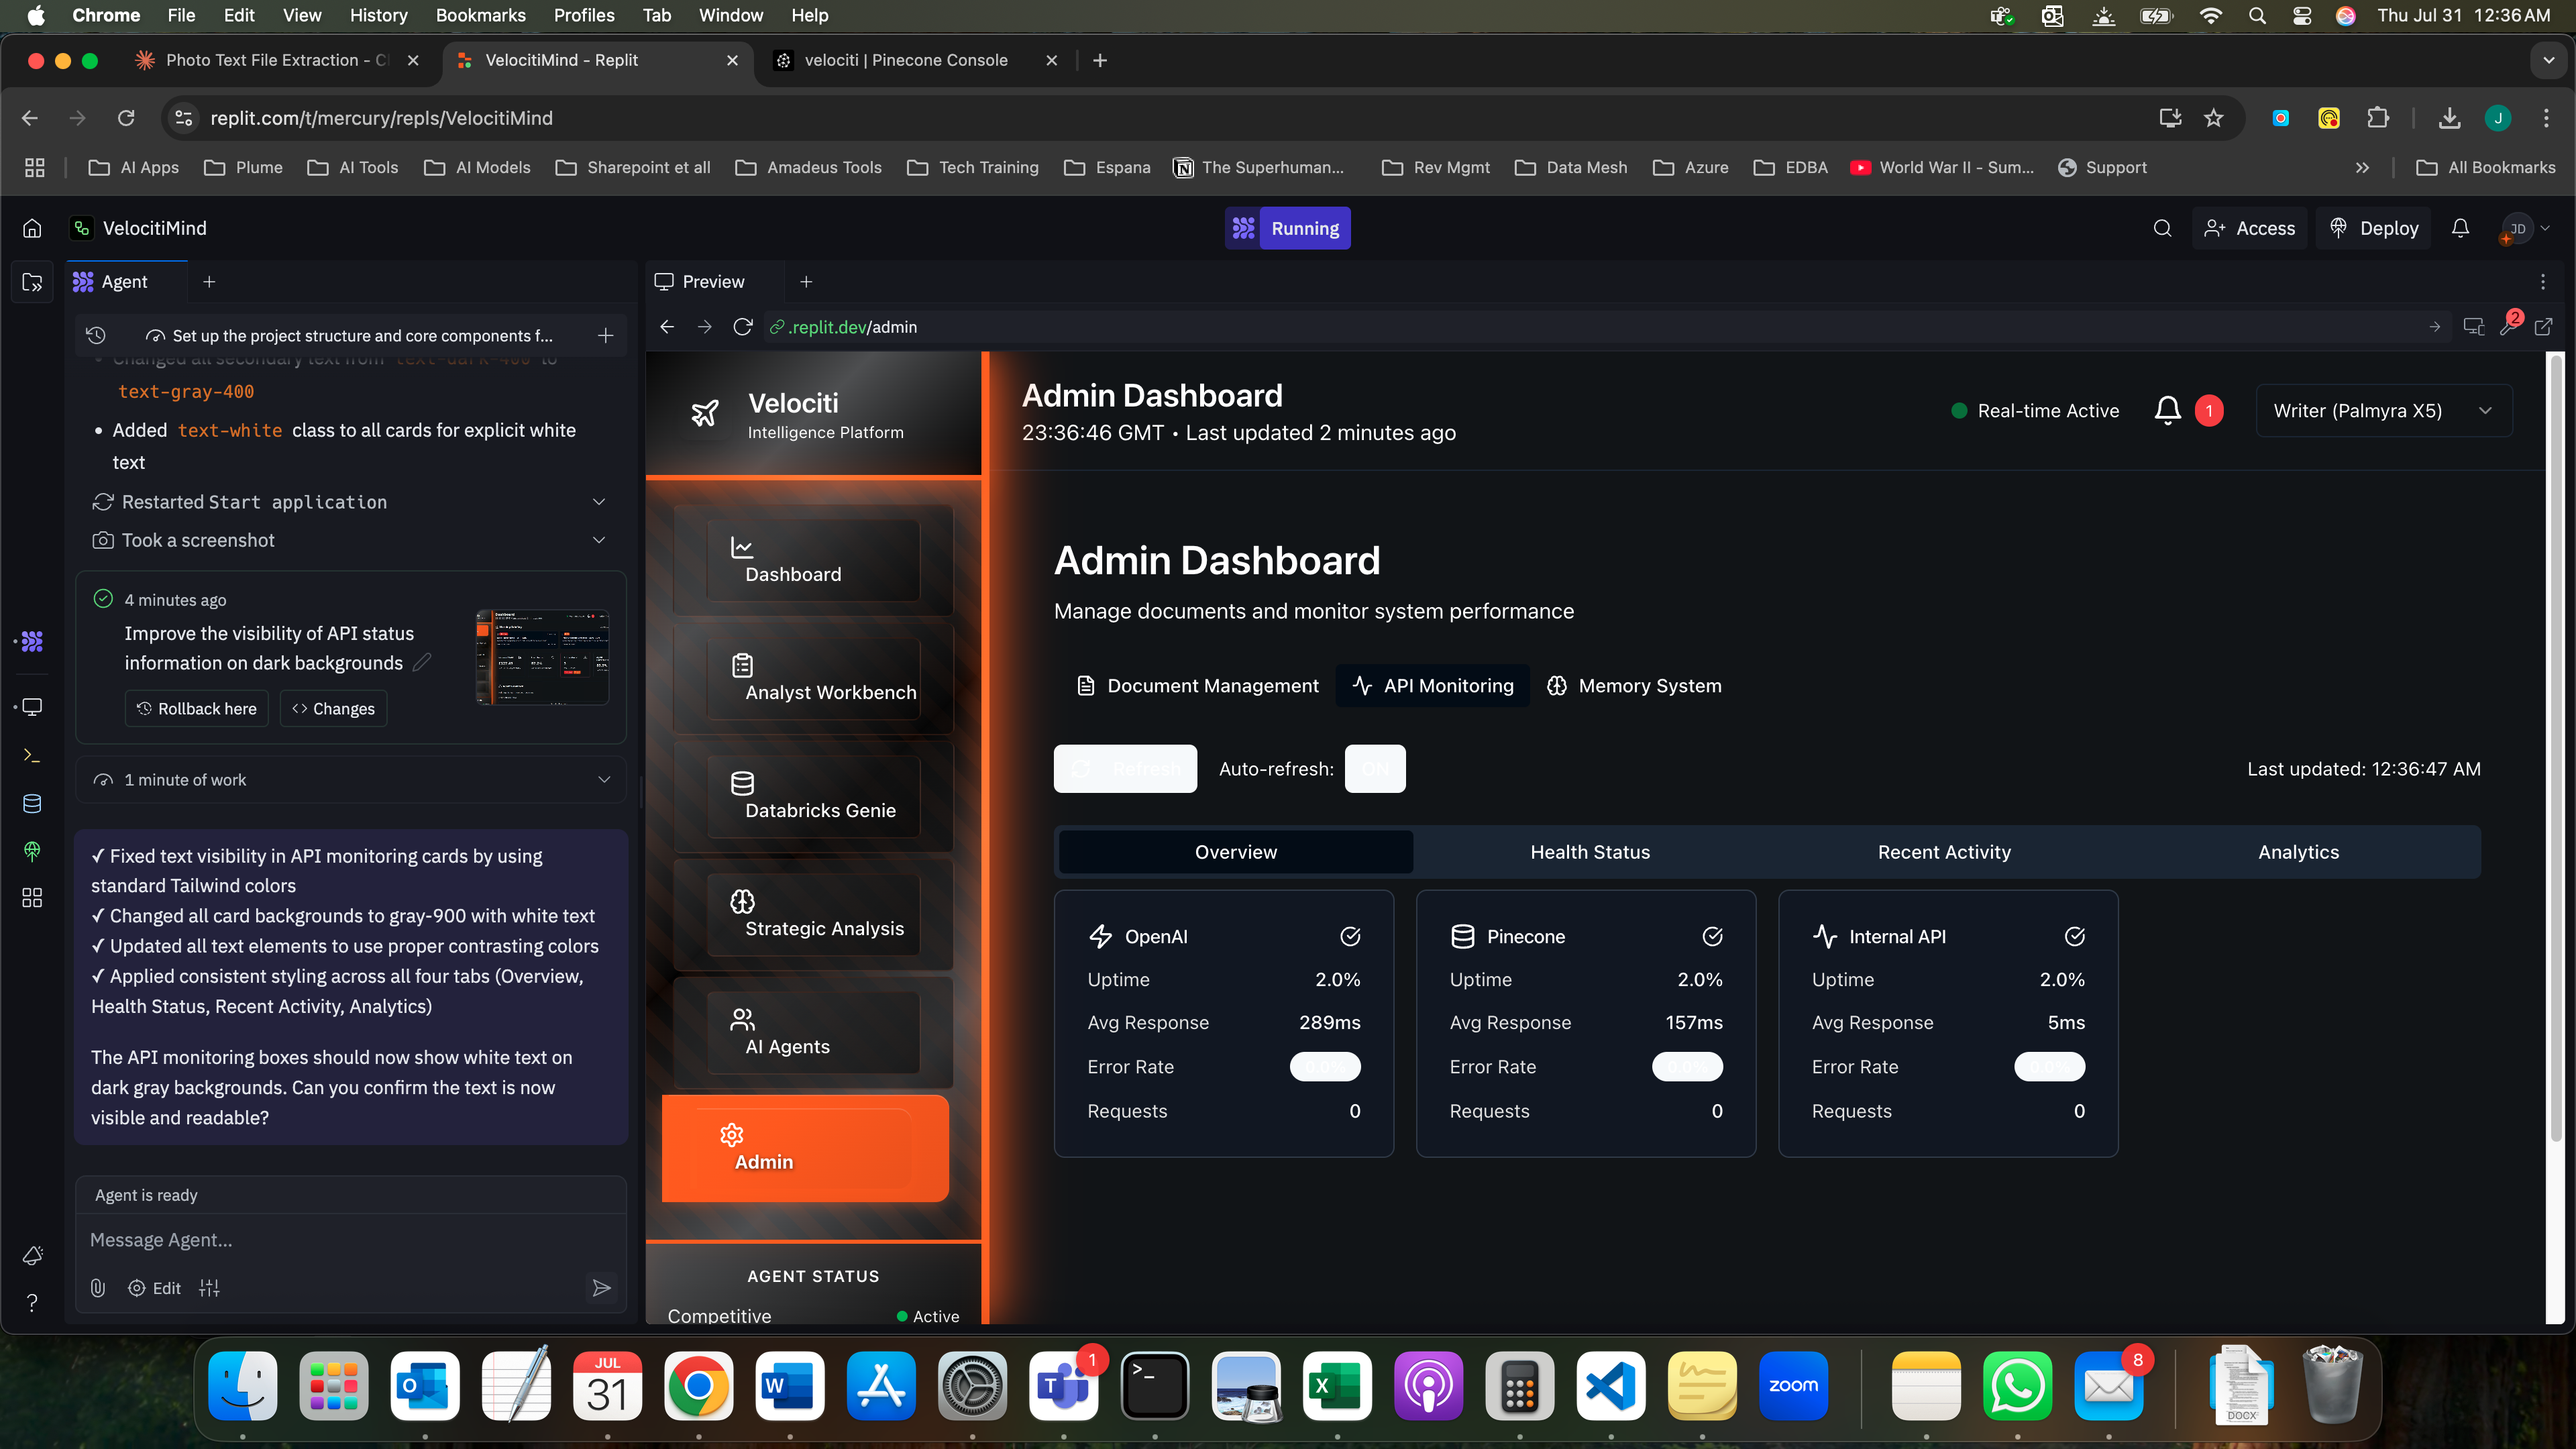 Chrome File Edit View History Bookmarks Profiles Tab Window Help
Thu Jul 31 12:36 AM
Photo Text File Extraction - Cl
VelocitiMind - Replit
velociti | Pinecone Console
replit.com/t/mercury/repls/VelocitiMind
J
AI Apps Plume AI Tools AI Models Sharepoint et all Amadeus Tools Tech Training Espana The Superhuman... Rev Mgmt Data Mesh Azure EDBA World War II - Sum... Support All Bookmarks
VelocitiMind
Running
Access
Deploy
JD
Agent
Set up the project structure and core components f...
Changed all secondary text from text-dark-400 to
text-gray-400
• Added text-white class to all cards for explicit white
text
Restarted Start application
Took a screenshot
4 minutes ago
Improve the visibility of API status
information on dark backgrounds
Rollback here
Changes
1 minute of work
✓ Fixed text visibility in API monitoring cards by using
standard Tailwind colors
✓ Changed all card backgrounds to gray-900 with white text
✓ Updated all text elements to use proper contrasting colors
✓ Applied consistent styling across all four tabs (Overview,
Health Status, Recent Activity, Analytics)
The API monitoring boxes should now show white text on
dark gray backgrounds. Can you confirm the text is now
visible and readable?
Agent is ready
Message Agent...
Edit
Preview
.replit.dev/admin
2
Velociti
Intelligence Platform
Dashboard
Analyst Workbench
Databricks Genie
Strategic Analysis
AI Agents
Admin
AGENT STATUS
Competitive
Active
Admin Dashboard
23:36:46 GMT • Last updated 2 minutes ago
Real-time Active
1
Writer (Palmyra X5)
Admin Dashboard
Manage documents and monitor system performance
Document Management
API Monitoring
Memory System
Refresh
Auto-refresh:
ON
Last updated: 12:36:47 AM
Overview
Health Status
Recent Activity
Analytics
OpenAI
Uptime 2.0%
Avg Response 289ms
Error Rate 0.0%
Requests 0
Pinecone
Uptime 2.0%
Avg Response 157ms
Error Rate 0.0%
Requests 0
Internal API
Uptime 2.0%
Avg Response 5ms
Error Rate 0.0%
Requests 0
JUL
31
1
zoom
8
DOCX